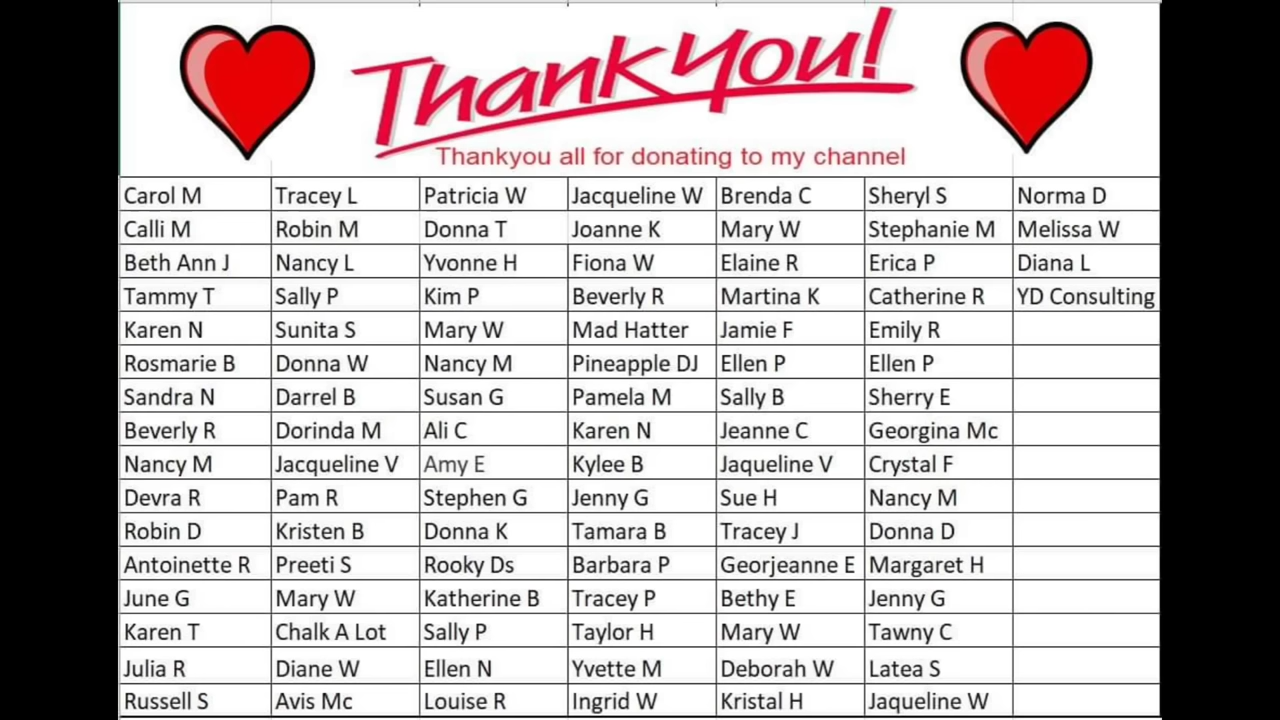 Thank you!
Thankyou all for donating to my channel
Carol M Tracey L Patricia W Jacqueline W Brenda C Sheryl S Norma D
Calli M Robin M Donna T Joanne K Mary W Stephanie M Melissa W
Beth Ann J Nancy L Yvonne H Fiona W Elaine R Erica P Diana L
Tammy T Sally P Kim P Beverly R Martina K Catherine R YD Consulting
Karen N Sunita S Mary W Mad Hatter Jamie F Emily R
Rosmarie B Donna W Nancy M Pineapple DJ Ellen P Ellen P
Sandra N Darrel B Susan G Pamela M Sally B Sherry E
Beverly R Dorinda M Ali C Karen N Jeanne C Georgina Mc
Nancy M Jacqueline V Amy E Kylee B Jaqueline V Crystal F
Devra R Pam R Stephen G Jenny G Sue H Nancy M
Robin D Kristen B Donna K Tamara B Tracey J Donna D
Antoinette R Preeti S Rooky Ds Barbara P Georjeanne E Margaret H
June G Mary W Katherine B Tracey P Bethy E Jenny G
Karen T Chalk A Lot Sally P Taylor H Mary W Tawny C
Julia R Diane W Ellen N Yvette M Deborah W Latea S
Russell S Avis Mc Louise R Ingrid W Kristal H Jaqueline W